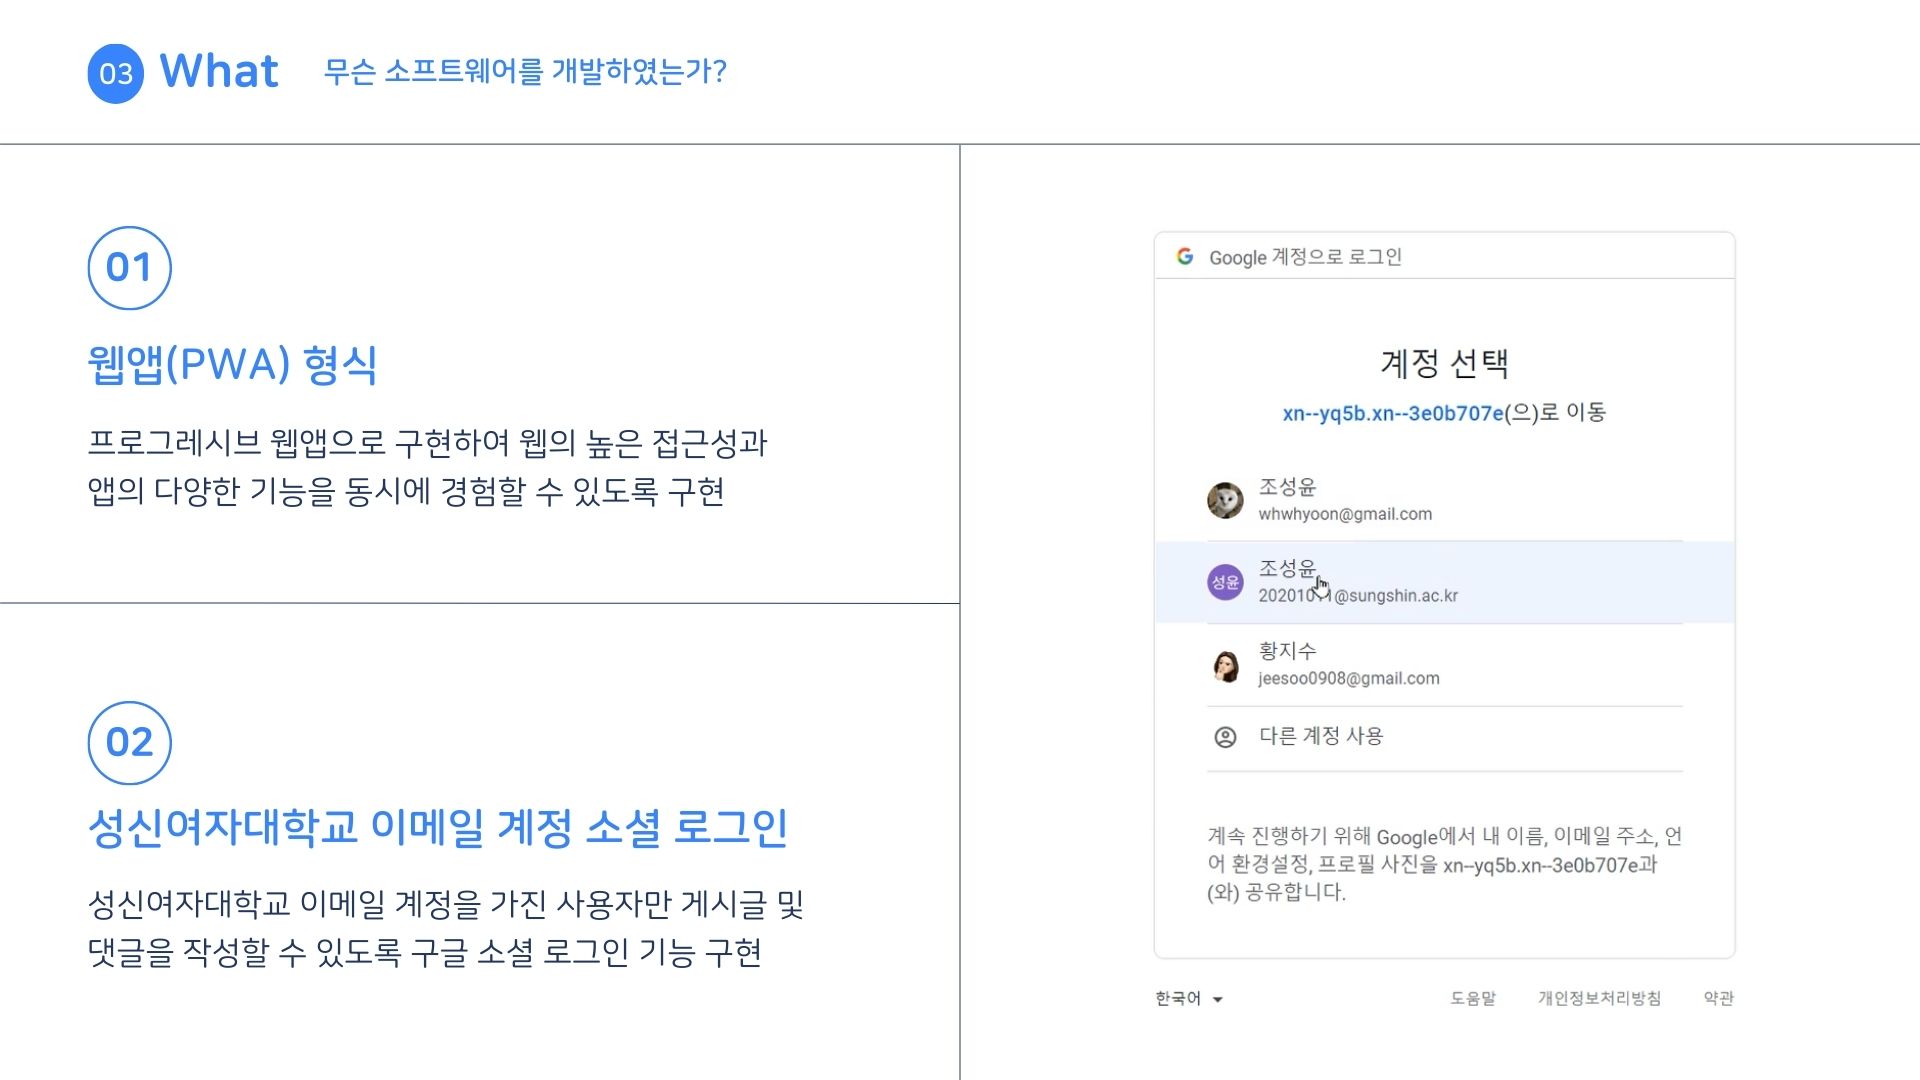 03 What 무슨 소프트웨어를 개발하였는가?
01
웹앱(PWA) 형식
프로그레시브 웹앱으로 구현하여 웹의 높은 접근성과
앱의 다양한 기능을 동시에 경험할 수 있도록 구현
02
성신여자대학교 이메일 계정 소셜 로그인
성신여자대학교 이메일 계정을 가진 사용자만 게시글 및
댓글을 작성할 수 있도록 구글 소셜 로그인 기능 구현
Google 계정으로 로그인
계정 선택
xn--yq5b.xn--3e0b707e(으)로 이동
조성윤
whwhyoon@gmail.com
성윤
조성윤
@sungshin.ac.kr
황지수
jeesoo0908@gmail.com
다른 계정 사용
계속 진행하기 위해 Google에서 내 이름, 이메일 주소, 언
어 환경설정, 프로필 사진을 xn--yq5b.xn--3e0b707e과
(와) 공유합니다.
한국어 도움말 개인정보처리방침 약관